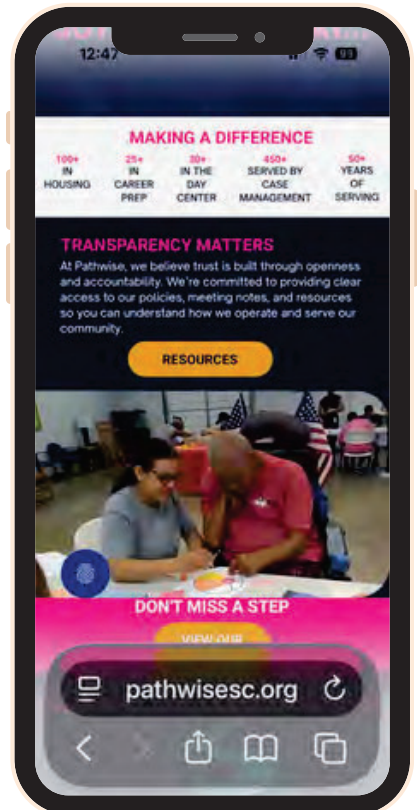 12:47
99
MAKING A DIFFERENCE
100+
IN
HOUSING
25+
IN
CAREER
PREP
30+
IN THE
DAY
CENTER
450+
SERVED BY
CASE
MANAGEMENT
50+
YEARS
OF
SERVING
TRANSPARENCY MATTERS
At Pathwise, we believe trust is built through openness
and accountability. We're committed to providing clear
access to our policies, meeting notes, and resources
so you can understand how we operate and serve our
community.
RESOURCES
DON'T MISS A STEP
VIEW OUR
pathwisesc.org